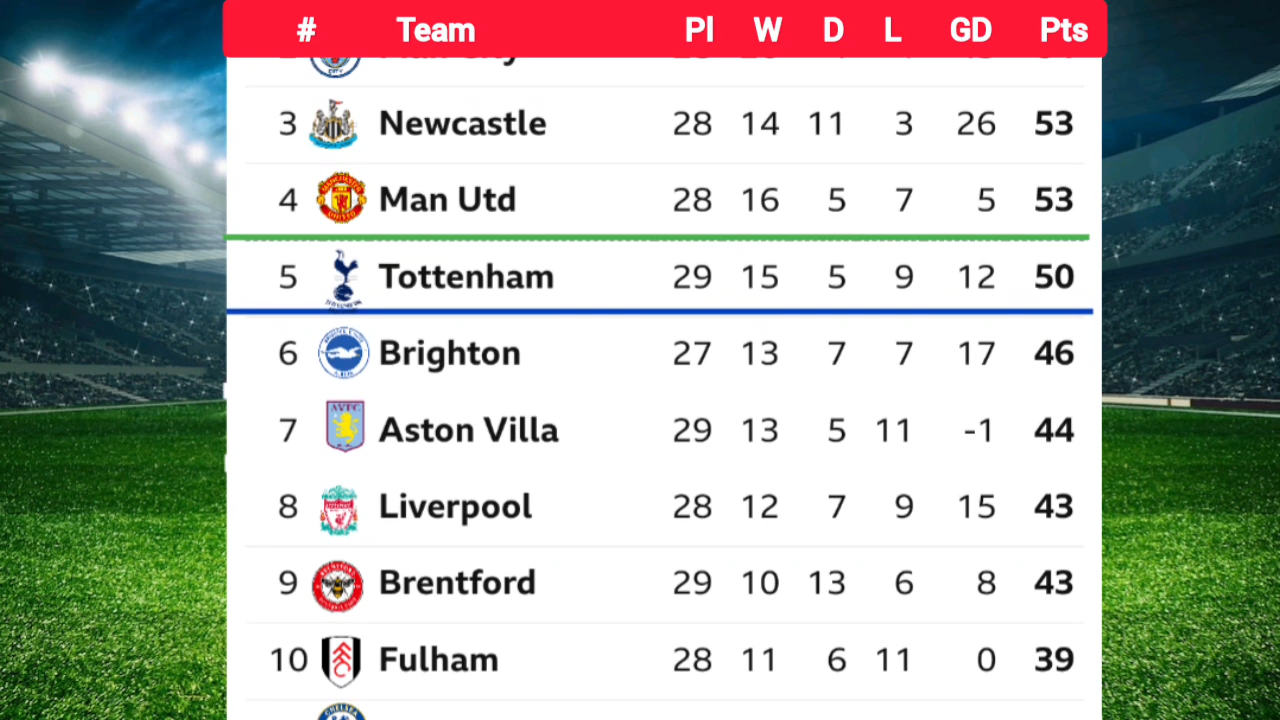 # Team Pl W D L GD Pts
3 Newcastle 28 14 11 3 26 53
4 Man Utd 28 16 5 7 5 53
5 Tottenham 29 15 5 9 12 50
6 Brighton 27 13 7 7 17 46
7 Aston Villa 29 13 5 11 -1 44
8 Liverpool 28 12 7 9 15 43
9 Brentford 29 10 13 6 8 43
10 Fulham 28 11 6 11 0 39